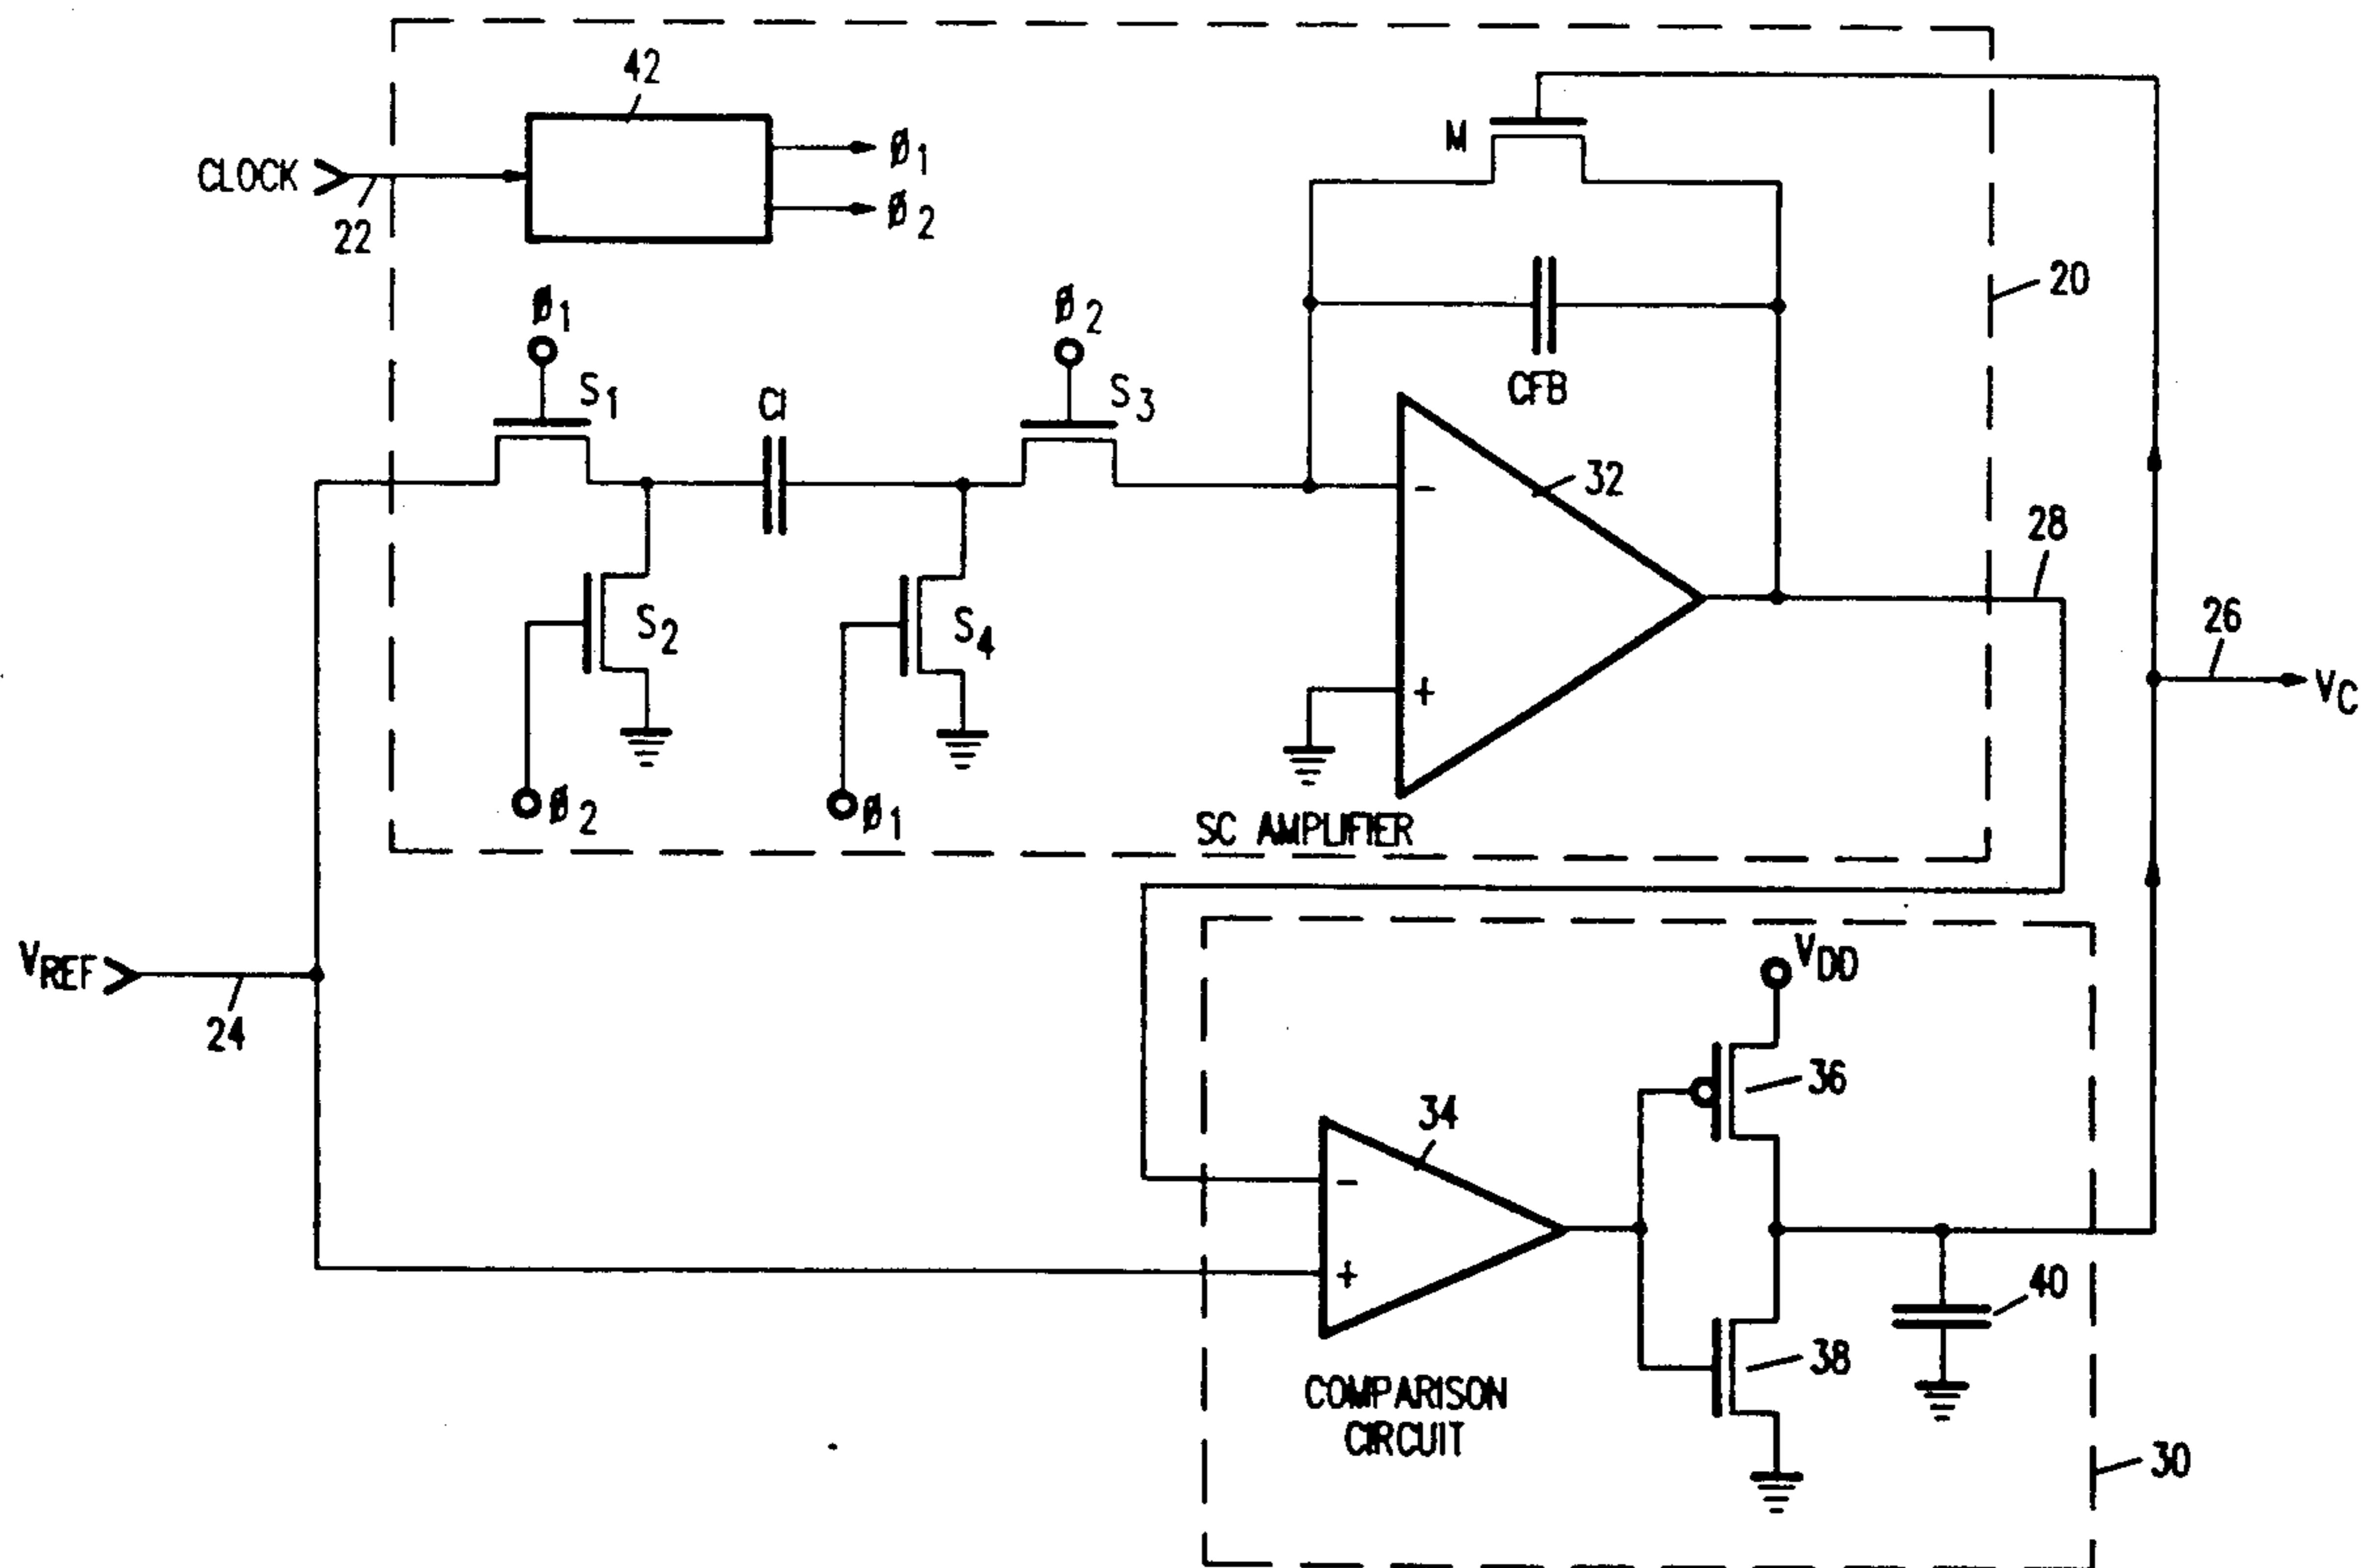 42
CLOCK
Ø1
Ø2
22
M
20
Ø1
S1
CI
Ø2
S3
CFB
-
32
28
S2
S4
26
+
VC
Ø2
Ø1
SC AMPLIFIER
VREF
24
VDD
36
34
-
+
40
38
COMPARISON
CIRCUIT
30